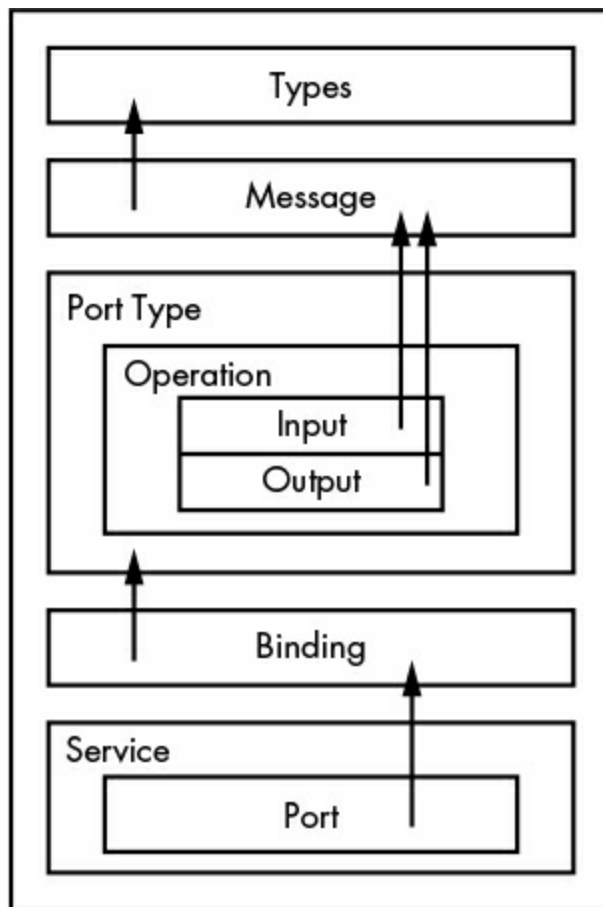 Types
Message
Port Type
Operation
Input
Output
Binding
Service
Port